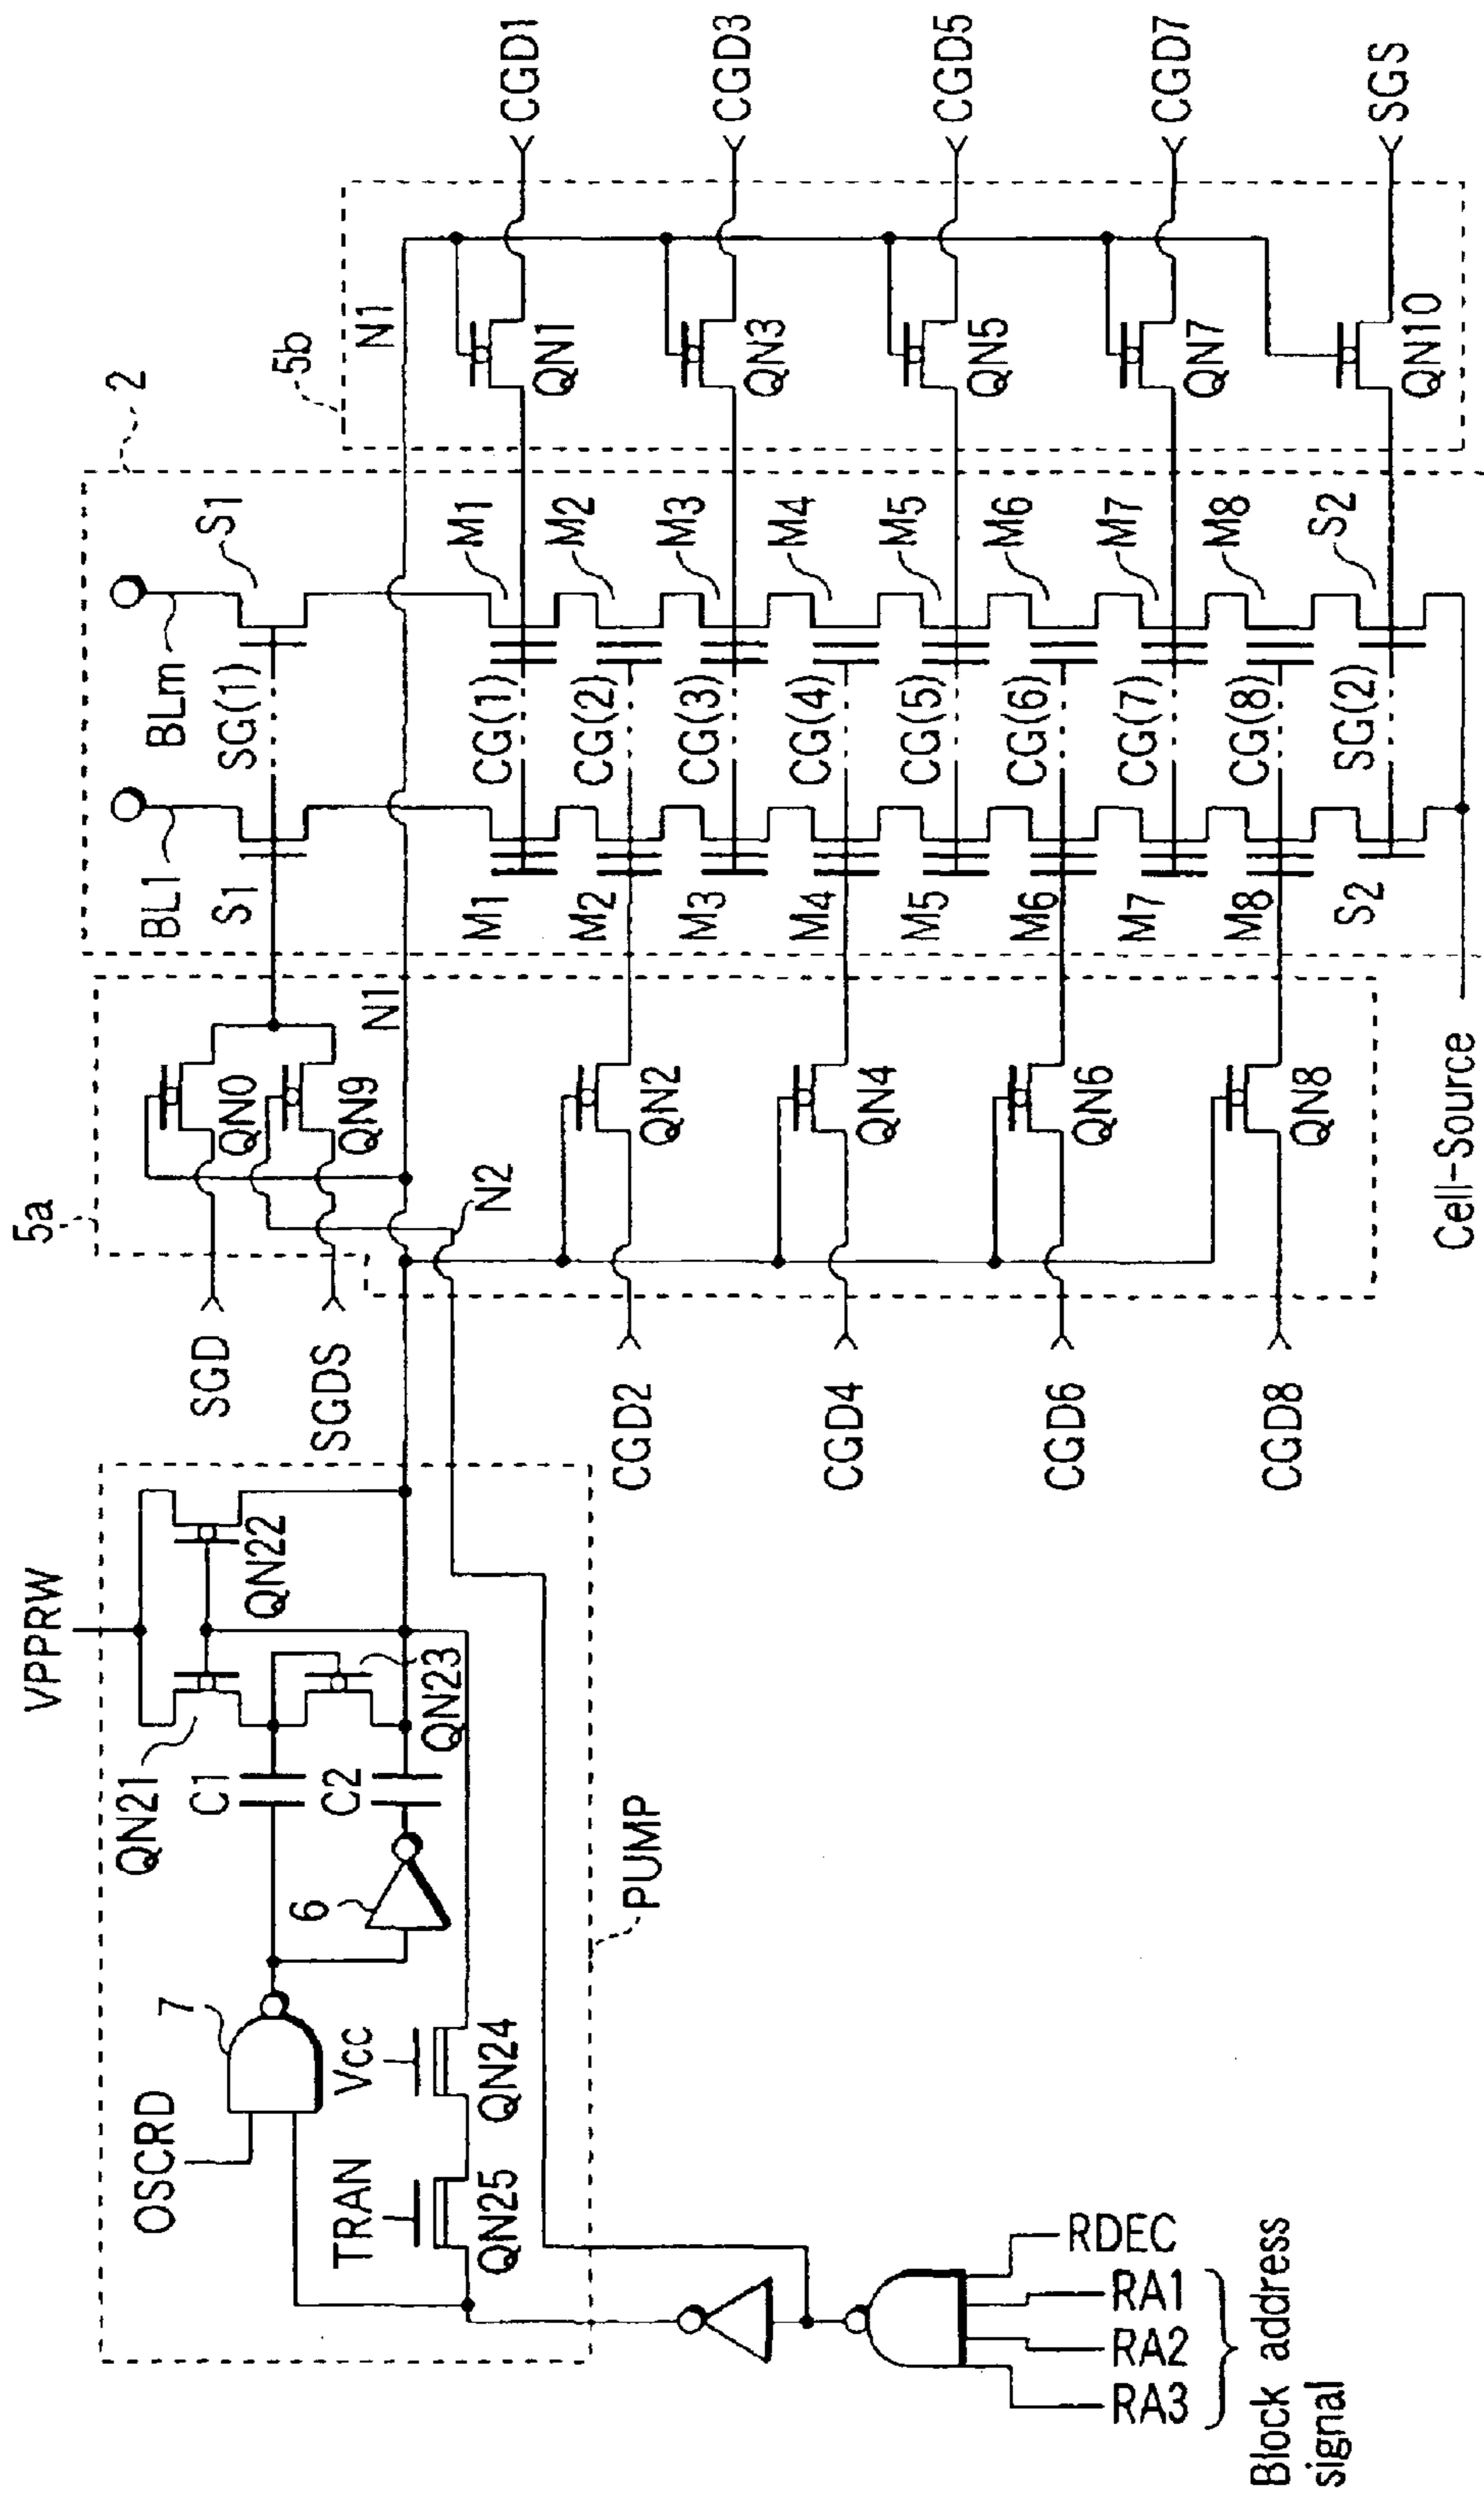 VPPRW
QN21
QN22
C1
C2
QN23
6
7
OSCRD
Vcc
TRAN
QN24
QN25
PUMP
RDEC
RA1
RA2
RA3
Block address
signal
5a
SGD
SGDS
QN0
QN9
N1
N2
QN2
QN4
QN6
QN8
CGD2
CGD4
CGD6
CGD8
Cell-Source
2
BL1
BLm
S1
SG(1)
S1
M1
CG(1)
M1
M2
CG(2)
M2
M3
CG(3)
M3
M4
CG(4)
M4
M5
CG(5)
M5
M6
CG(6)
M6
M7
CG(7)
M7
M8
CG(8)
M8
S2
SG(2)
S2
5b
N1
QN1
QN3
QN5
QN7
QN10
CGD1
CGD3
CGD5
CGD7
SGS